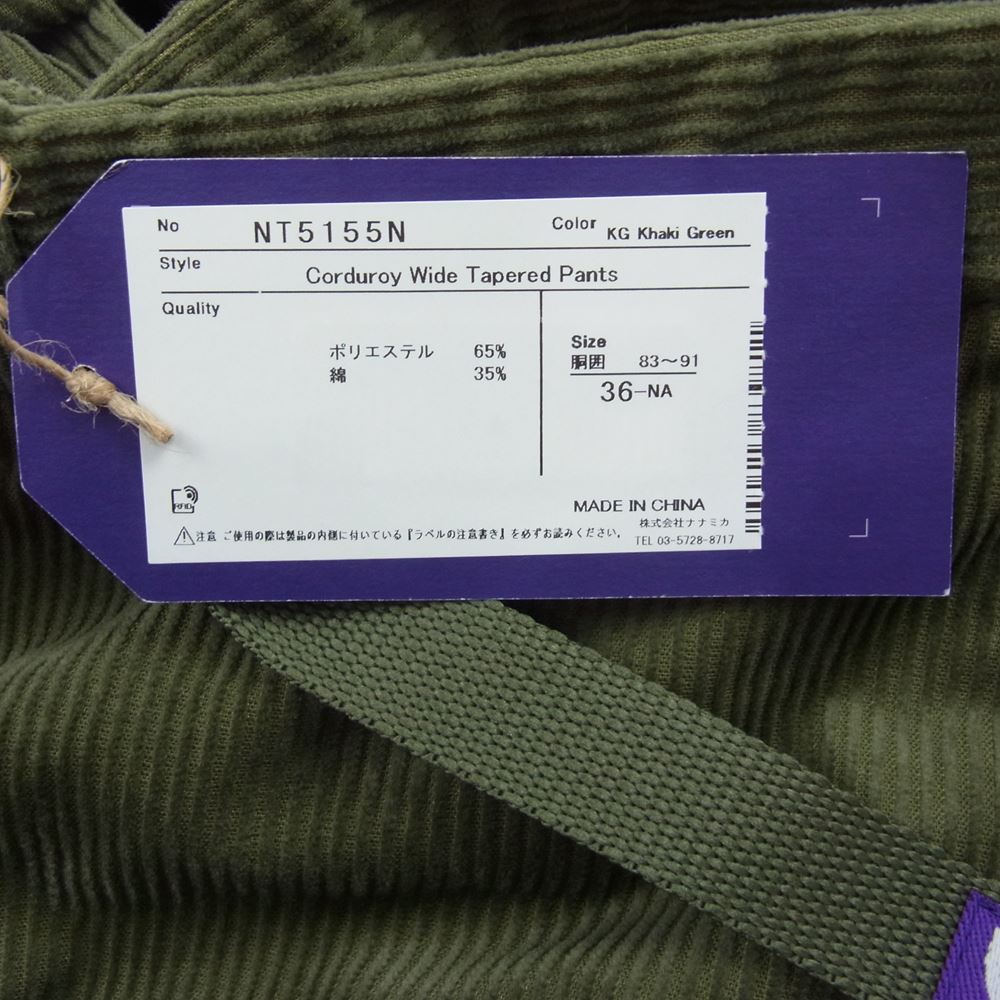 No NT5155N Color KG Khaki Green
Style Corduroy Wide Tapered Pants
Quality
ポリエステル 65%
綿 35%
Size
胴囲 83～91
36-NA
RFID
MADE IN CHINA
株式会社ナナミカ
⚠注意 ご使用の際は製品の内側に付いている『ラベルの注意書き』を必ずお読みください。 TEL 03-5728-8717